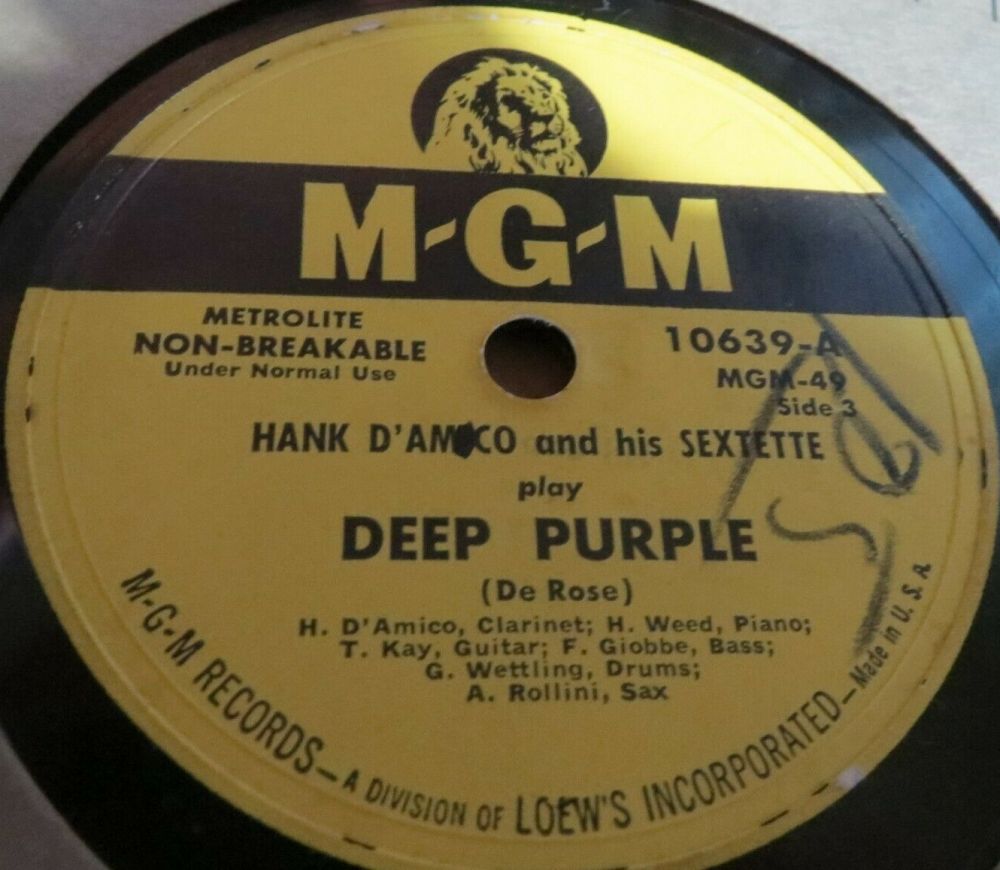 M-G-M
METROLITE
NON-BREAKABLE
Under Normal Use
10639-A
MGM-49
Side 3
HANK D'AMICO and his SEXTETTE
play
DEEP PURPLE
(De Rose)
H. D'Amico, Clarinet; H. Weed, Piano;
T. Kay, Guitar; F. Giobbe, Bass;
G. Wettling, Drums;
A. Rollini, Sax
M-G-M RECORDS—A DIVISION OF LOEW'S INCORPORATED—Made in U. S. A.